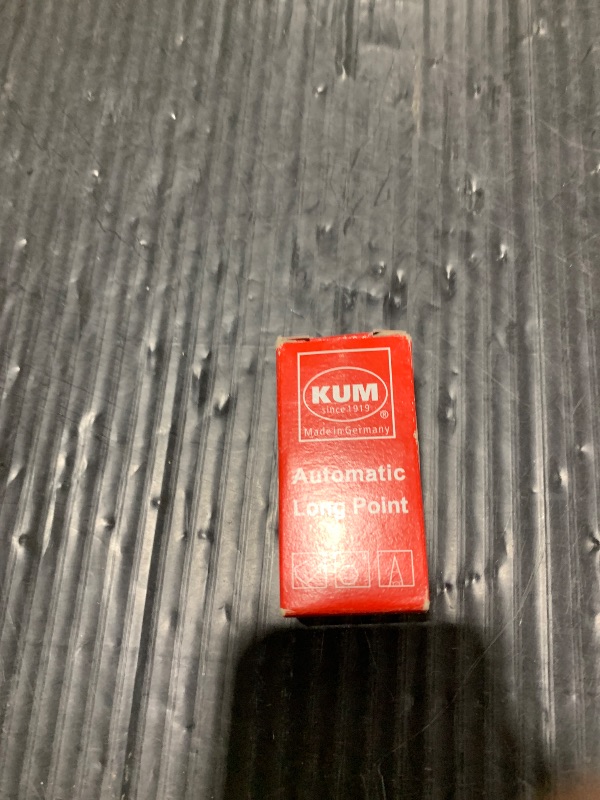 KUM
since 1919
®
Made in Germany
Automatic
Long Point